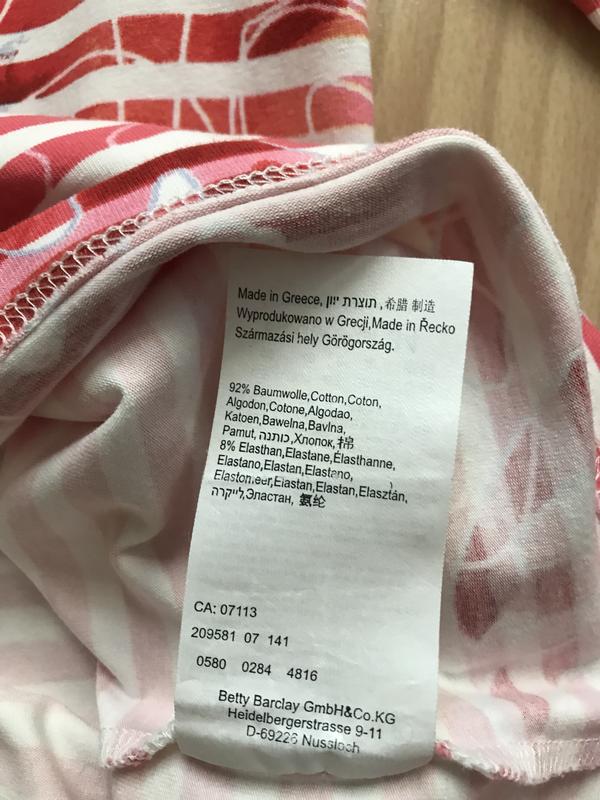 Made in Greece, תוצרת יוון, 希腊 制造
Wyprodukowano w Grecji,Made in Řecko
Származási hely Görögország.
92% Baumwolle,Cotton,Coton,
Algodon,Cotone,Algodao,
Katoen,Bawelna,Bavlna,
Pamut, כותנה,Хлопок,棉
8% Elasthan,Elastane,Élasthanne,
Elastano,Elastan,Elastano,
Elastomeer,Elastan,Elastan,Elasztán,
לייקרה,Эластан, 氨纶
CA: 07113
209581 07 141
0580 0284 4816
Betty Barclay GmbH&Co.KG
Heidelbergerstrasse 9-11
D-69226 Nussloch